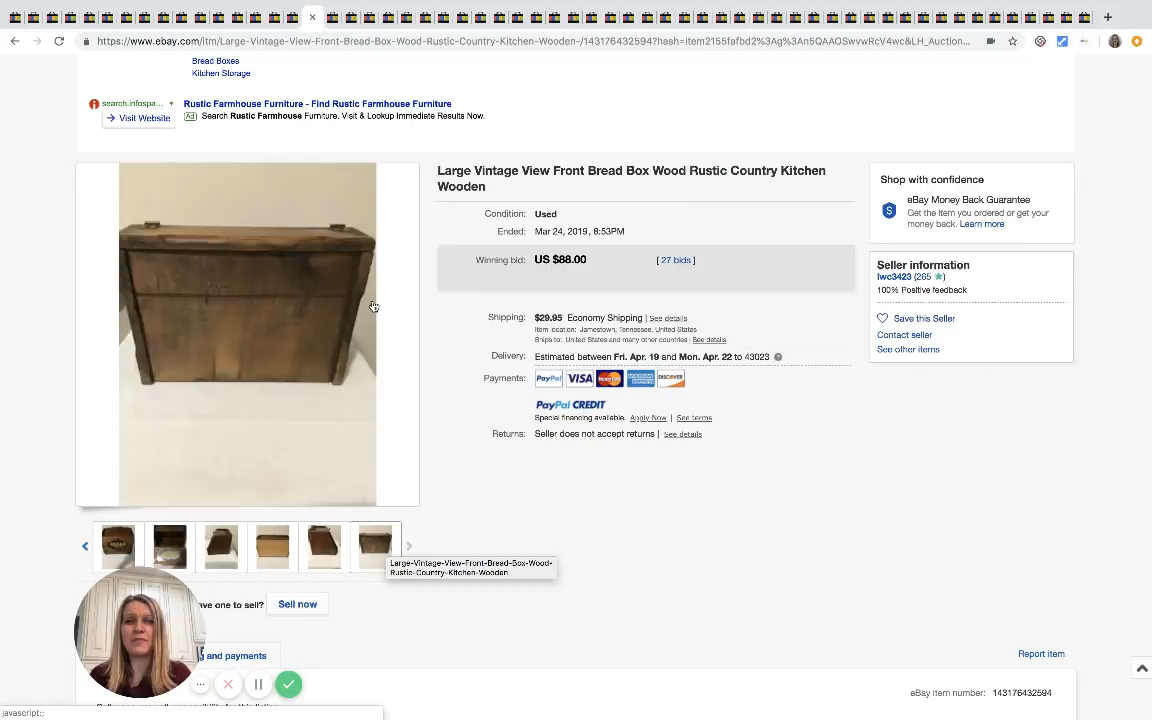 https://www.ebay.com/itm/Large-Vintage-View-Front-Bread-Box-Wood-Rustic-Country-Kitchen-Wooden-/143176432594?hash=item2155fafbd2%3Ag%3An5QAAOSwvwRcV4wc&LH_Auction...
Bread Boxes
Kitchen Storage
search.infospa...
Visit Website
Rustic Farmhouse Furniture - Find Rustic Farmhouse Furniture
Ad Search Rustic Farmhouse Furniture. Visit & Lookup Immediate Results Now.
Large Vintage View Front Bread Box Wood Rustic Country Kitchen
Wooden
Condition: Used
Ended: Mar 24, 2019 , 8:53PM
Winning bid: US $88.00 [ 27 bids ]
Shipping: $29.95 Economy Shipping | See details
Item location: Jamestown, Tennessee, United States
Ships to: United States and many other countries | See details
Delivery: Estimated between Fri. Apr. 19 and Mon. Apr. 22 to 43023
Payments: PayPal VISA MasterCard AMERICAN EXPRESS DISCOVER
PayPal CREDIT
Special financing available. Apply Now | See terms
Returns: Seller does not accept returns | See details
Shop with confidence
eBay Money Back Guarantee
Get the item you ordered or get your
money back. Learn more
Seller information
lwc3423 (265)
100% Positive feedback
Save this Seller
Contact seller
See other items
Large-Vintage-View-Front-Bread-Box-Wood-
Rustic-Country-Kitchen-Wooden
ave one to sell? Sell now
g and payments
Report item
eBay item number: 143176432594
javascript:;